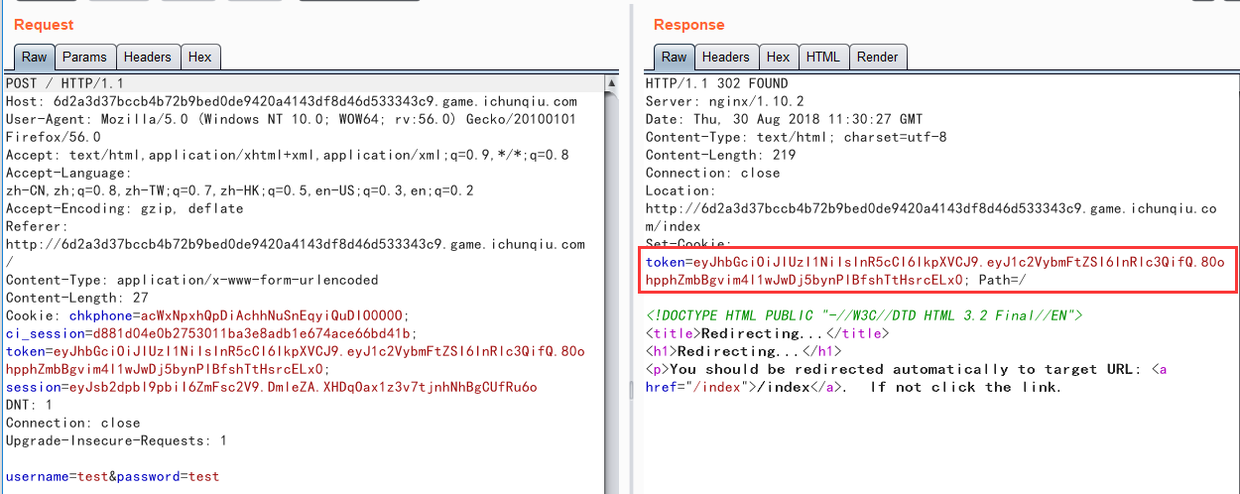 Request
Raw
Params
Headers
Hex
POST / HTTP/1.1
Host: 6d2a3d37bccb4b72b9bed0de9420a4143df8d46d533343c9.game.ichunqiu.com
User-Agent: Mozilla/5.0 (Windows NT 10.0; WOW64; rv:56.0) Gecko/20100101
Firefox/56.0
Accept: text/html,application/xhtml+xml,application/xml;q=0.9,*/*;q=0.8
Accept-Language:
zh-CN,zh;q=0.8,zh-TW;q=0.7,zh-HK;q=0.5,en-US;q=0.3,en;q=0.2
Accept-Encoding: gzip, deflate
Referer:
http://6d2a3d37bccb4b72b9bed0de9420a4143df8d46d533343c9.game.ichunqiu.com
/
Content-Type: application/x-www-form-urlencoded
Content-Length: 27
Cookie: chkphone=acWxNpxhQpDiAchhNuSnEqyiQuDIO0O0O;
ci_session=d881d04e0b2753011ba3e8adb1e674ace66bd41b;
token=eyJhbGciOiJIUzI1NiIsInR5cCI6IkpXVCJ9.eyJ1c2VybmFtZSI6InRlc3QifQ.8Oo
hpphZmbBgvim4l1wJwDj5bynPlBfshTtHsrcELx0;
session=eyJsb2dpbl9pbiI6ZmFsc2V9.DmleZA.XHDqOax1z3v7tjnhNhBgCUfRu6o
DNT: 1
Connection: close
Upgrade-Insecure-Requests: 1
username=test&password=test
Response
Raw
Headers
Hex
HTML
Render
HTTP/1.1 302 FOUND
Server: nginx/1.10.2
Date: Thu, 30 Aug 2018 11:30:27 GMT
Content-Type: text/html; charset=utf-8
Content-Length: 219
Connection: close
Location:
http://6d2a3d37bccb4b72b9bed0de9420a4143df8d46d533343c9.game.ichunqiu.co
m/index
Set-Cookie:
token=eyJhbGciOiJIUzI1NiIsInR5cCI6IkpXVCJ9.eyJ1c2VybmFtZSI6InRlc3QifQ.8Oo
hpphZmbBgvim4l1wJwDj5bynPlBfshTtHsrcELx0; Path=/
<!DOCTYPE HTML PUBLIC "-//W3C//DTD HTML 3.2 Final//EN">
<title>Redirecting...</title>
<h1>Redirecting...</h1>
<p>You should be redirected automatically to target URL: <a
href="/index">/index</a>.  If not click the link.